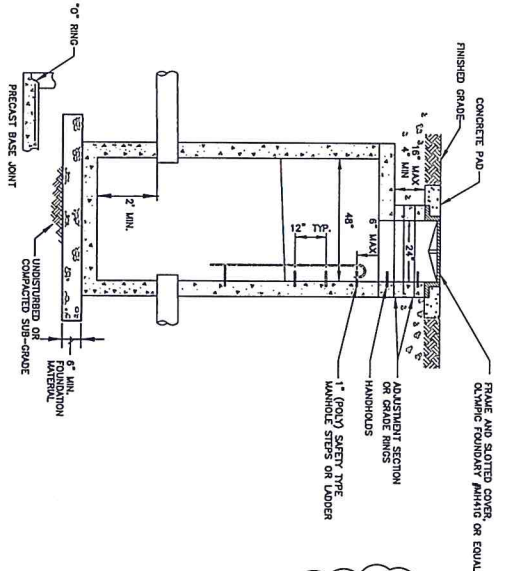 FRAME AND SLOTTED COVER,
OLYMPIC FOUNDARY #MH41G OR EQUAL
CONCRETE PAD
FINISHED GRADE
16" MAX
4" MIN
24"
ADJUSTMENT SECTION
OR GRADE RINGS
HANDHOLDS
6" MAX
48"
12" TYP.
1" (POLY) SAFETY TYPE
MANHOLE STEPS OR LADDER
2" MIN.
6" MIN.
FOUNDATION
MATERIAL
UNDISTURBED OR
COMPACTED SUB-GRADE
"O" RING
PRECAST BASE JOINT